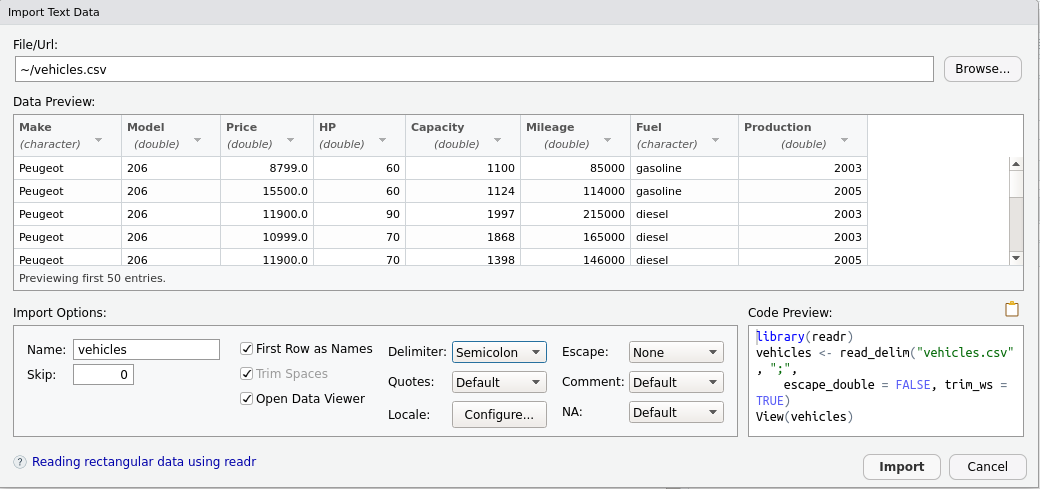 Import Text Data
File/Url:
~/vehicles.csv
Browse...
Data Preview:
Make Model Price HP Capacity Mileage Fuel Production
(character) (double) (double) (double) (double) (double) (character) (double)
Peugeot 206 8799.0 60 1100 85000 gasoline 2003
Peugeot 206 15500.0 60 1124 114000 gasoline 2005
Peugeot 206 11900.0 90 1997 215000 diesel 2003
Peugeot 206 10999.0 70 1868 165000 diesel 2003
Peugeot 206 11900.0 70 1398 146000 diesel 2005
Previewing first 50 entries.
Import Options:
Name: vehicles
Skip: 0
First Row as Names
Trim Spaces
Open Data Viewer
Delimiter: Semicolon
Quotes: Default
Locale: Configure...
Escape: None
Comment: Default
NA: Default
Code Preview:
library(readr)
vehicles <- read_delim("vehicles.csv"
, ";",
escape_double = FALSE, trim_ws =
TRUE)
View(vehicles)
? Reading rectangular data using readr
Import
Cancel